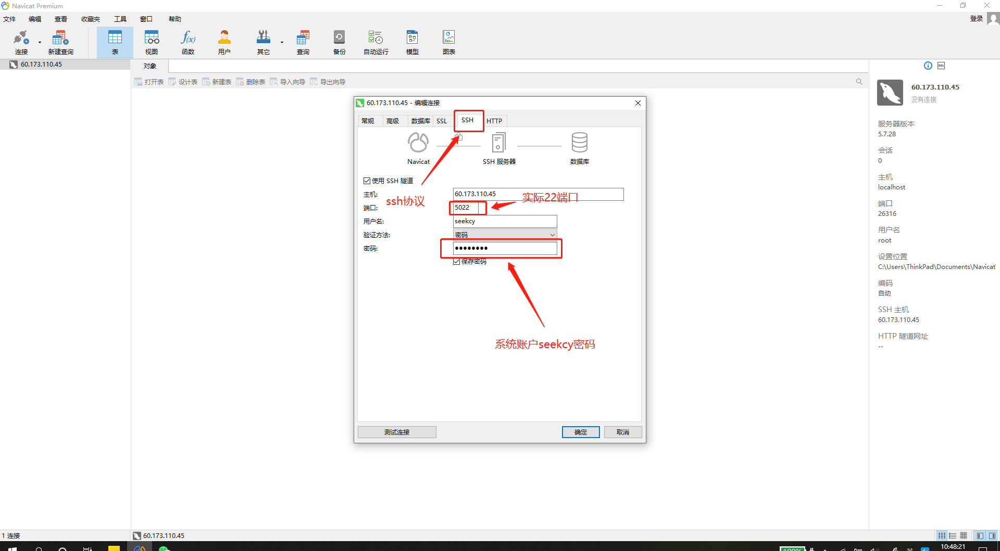 Navicat Premium
文件 编辑 查看 收藏夹 工具 窗口 帮助 登录
连接 新建查询 表 视图 函数 用户 其它 查询 备份 自动运行 模型 图表
60.173.110.45
对象
打开表 设计表 新建表 删除表 导入向导 导出向导
60.173.110.45 - 编辑连接
常规 高级 数据库 SSL SSH HTTP
Navicat SSH 服务器 数据库
使用 SSH 隧道
主机: 60.173.110.45
ssh协议
实际22端口
端口: 5022
用户名: seekcy
验证方法: 密码
密码: ●●●●●●●●
保存密码
系统账户seekcy密码
测试连接 确定 取消
60.173.110.45
没有连接
服务器版本
5.7.28
会话
0
主机
localhost
端口
26316
用户名
root
设置位置
C:\Users\ThinkPad\Documents\Navicat\
编码
自动
SSH 主机
60.173.110.45
HTTP 隧道网址
--
1 连接 60.173.110.45
100%
10:48:21